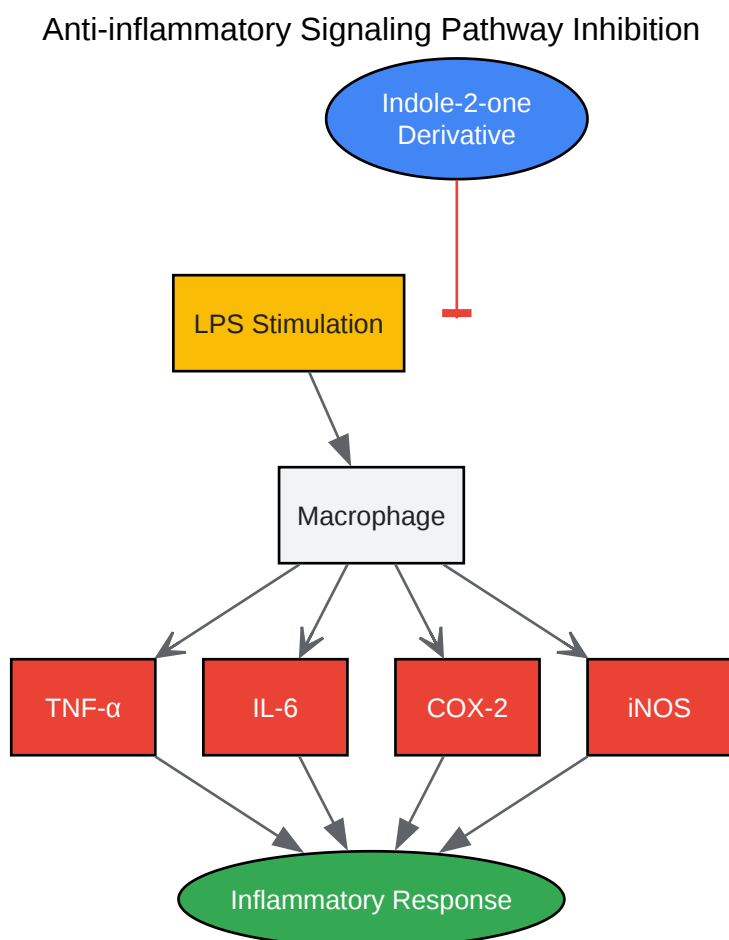 Anti-inflammatory Signaling Pathway Inhibition
Indole-2-one
Derivative
LPS Stimulation
Macrophage
TNF-α
IL-6
COX-2
iNOS
Inflammatory Response